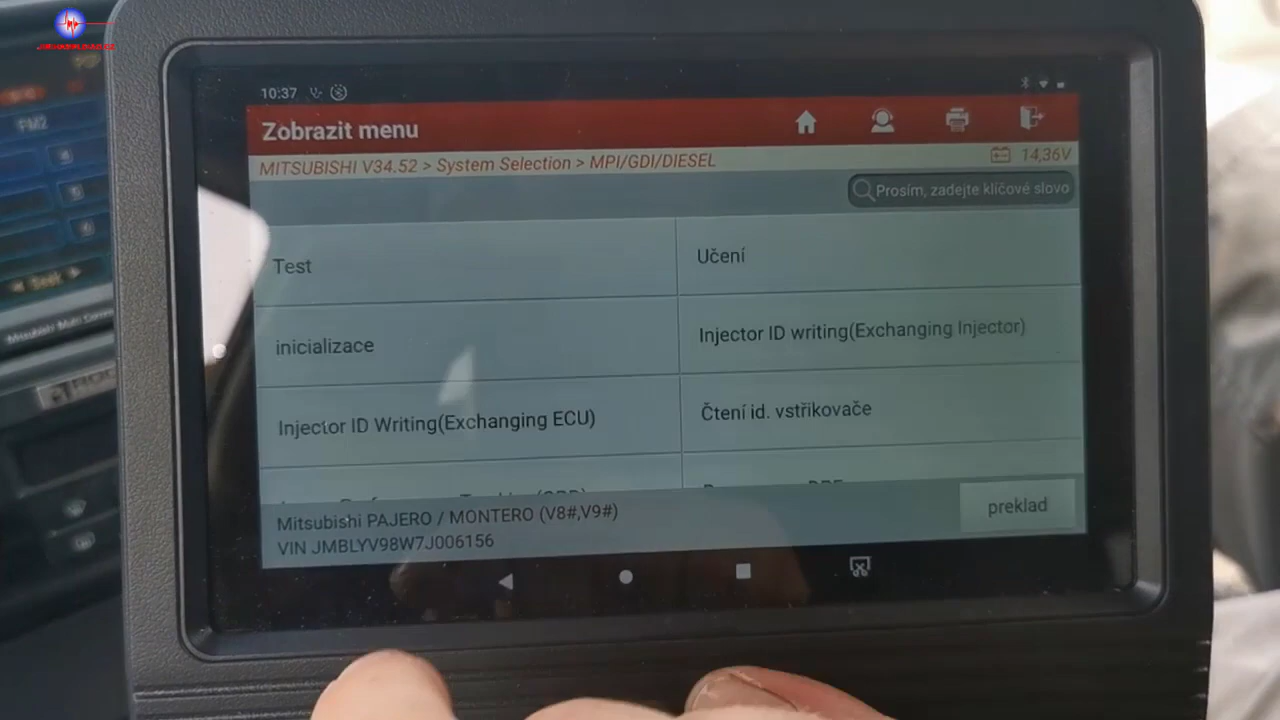 10:37
Zobrazit menu
MITSUBISHI V34.52 > System Selection > MPI/GDI/DIESEL
14,36V
Prosím, zadejte klíčové slovo
Test
Učení
inicializace
Injector ID writing(Exchanging Injector)
Injector ID Writing(Exchanging ECU)
Čtení id. vstřikovače
Mitsubishi PAJERO / MONTERO (V8#,V9#)
VIN JMBLYV98W7J006156
preklad
FM2
Seek